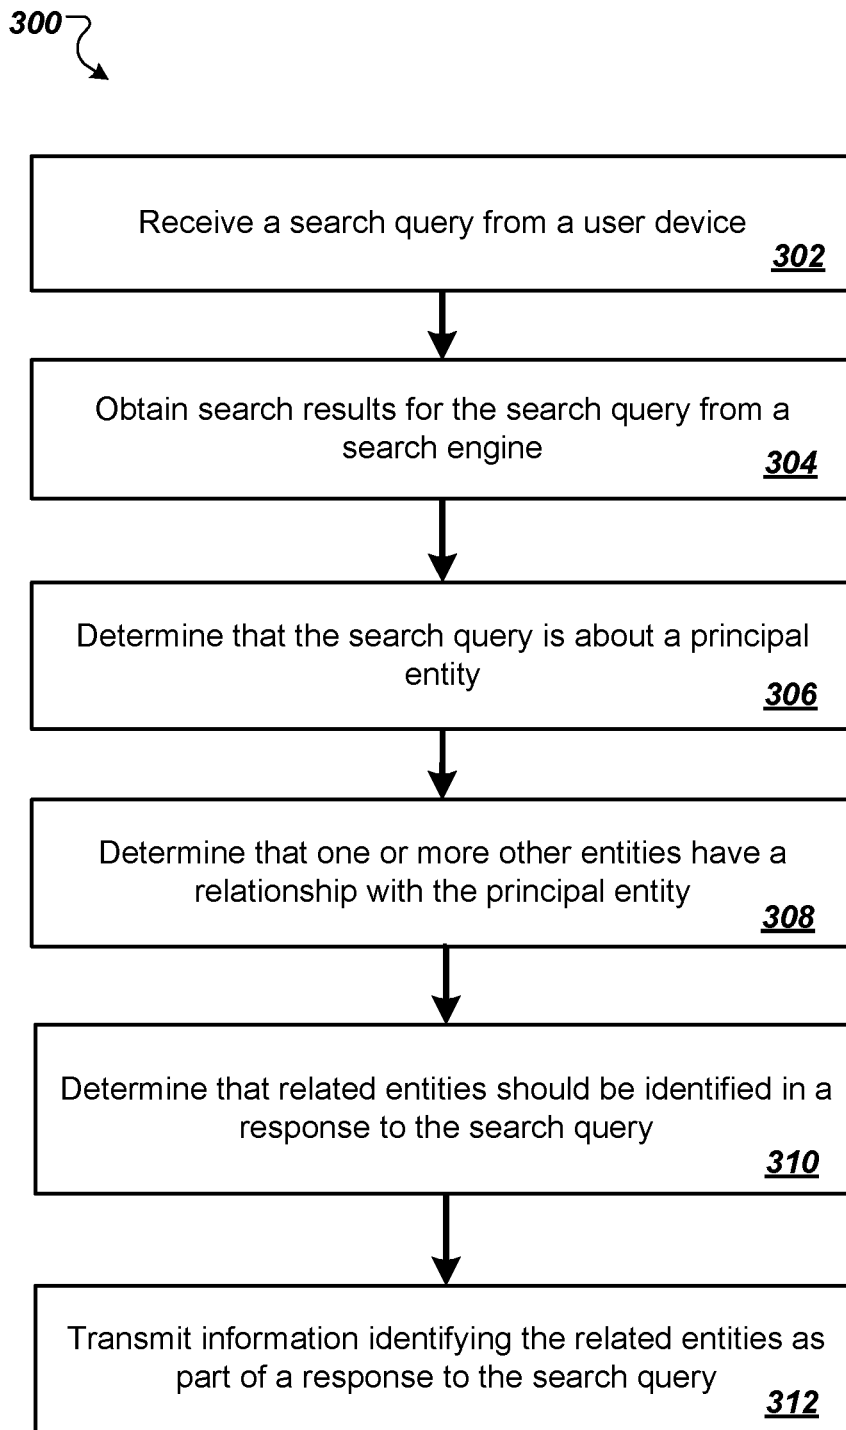 300
Receive a search query from a user device
302
Obtain search results for the search query from a
search engine
304
Determine that the search query is about a principal
entity
306
Determine that one or more other entities have a
relationship with the principal entity
308
Determine that related entities should be identified in a
response to the search query
310
Transmit information identifying the related entities as
part of a response to the search query
312